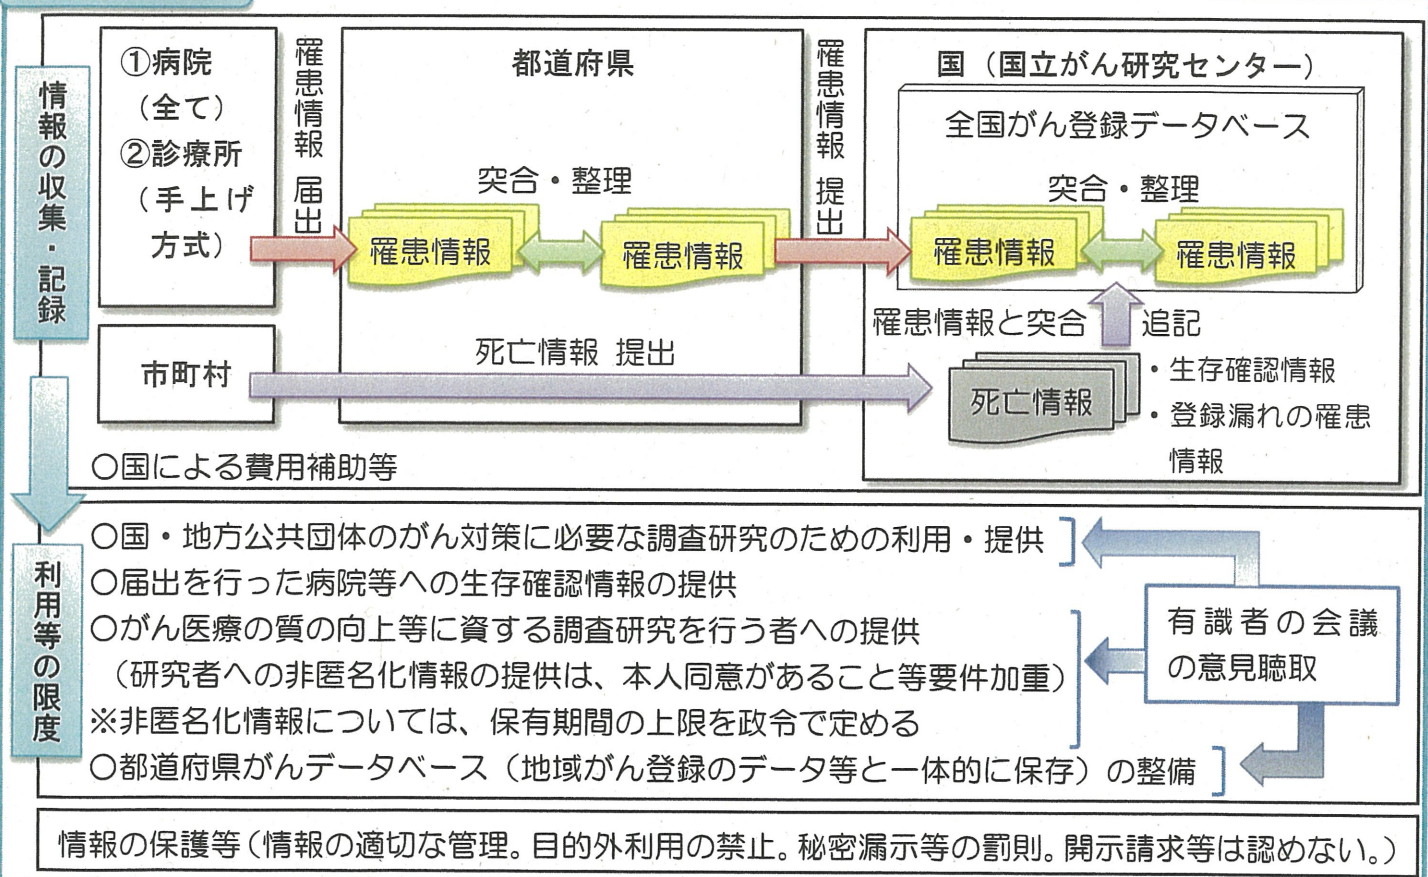 情報の収集・記録
①病院
（全て）
②診療所
（手上げ
方式）
罹患情報 届出
都道府県
突合・整理
罹患情報
罹患情報
罹患情報 提出
国（国立がん研究センター）
全国がん登録データベース
突合・整理
罹患情報
罹患情報
罹患情報と突合
追記
市町村
死亡情報 提出
死亡情報
・生存確認情報
・登録漏れの罹患
情報
○国による費用補助等
利用等の限度
○国・地方公共団体のがん対策に必要な調査研究のための利用・提供
○届出を行った病院等への生存確認情報の提供
○がん医療の質の向上等に資する調査研究を行う者への提供
（研究者への非匿名化情報の提供は、本人同意があること等要件加重）
※非匿名化情報については、保有期間の上限を政令で定める
○都道府県がんデータベース（地域がん登録のデータ等と一体的に保存）の整備
有識者の会議
の意見聴取
情報の保護等（情報の適切な管理。目的外利用の禁止。秘密漏示等の罰則。開示請求等は認めない。）